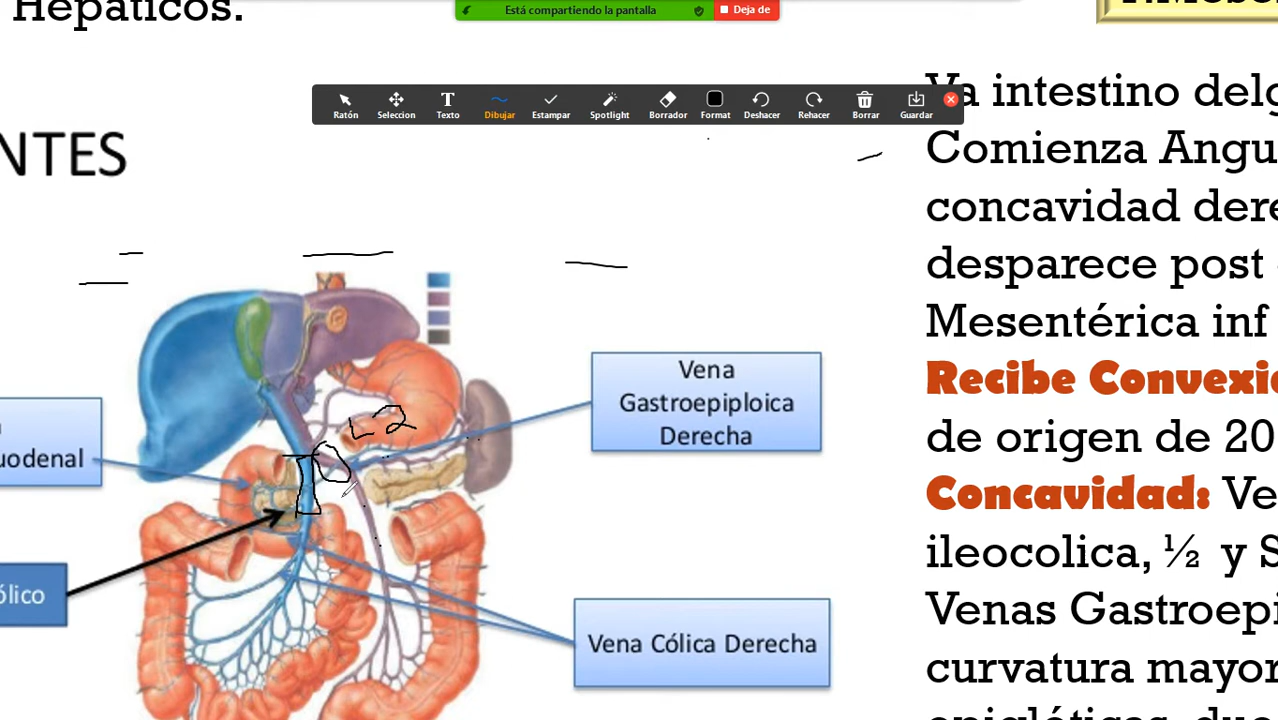 Hepáticos.
Está compartiendo la pantalla
Deja de
Ratón
Seleccion
Texto
Dibujar
Estampar
Spotlight
Borrador
Format
Deshacer
Rehacer
Borrar
Guardar
NTES
L2
Vena
Gastroepiploica
Derecha
uodenal
ólico
Vena Cólica Derecha
Va intestino delg
Comienza Angu
concavidad dere
desparece post
Mesentérica inf
Recibe Convexi
de origen de 20
Concavidad: Ve
ileocolica, ½ y S
Venas Gastroepi
curvatura mayor